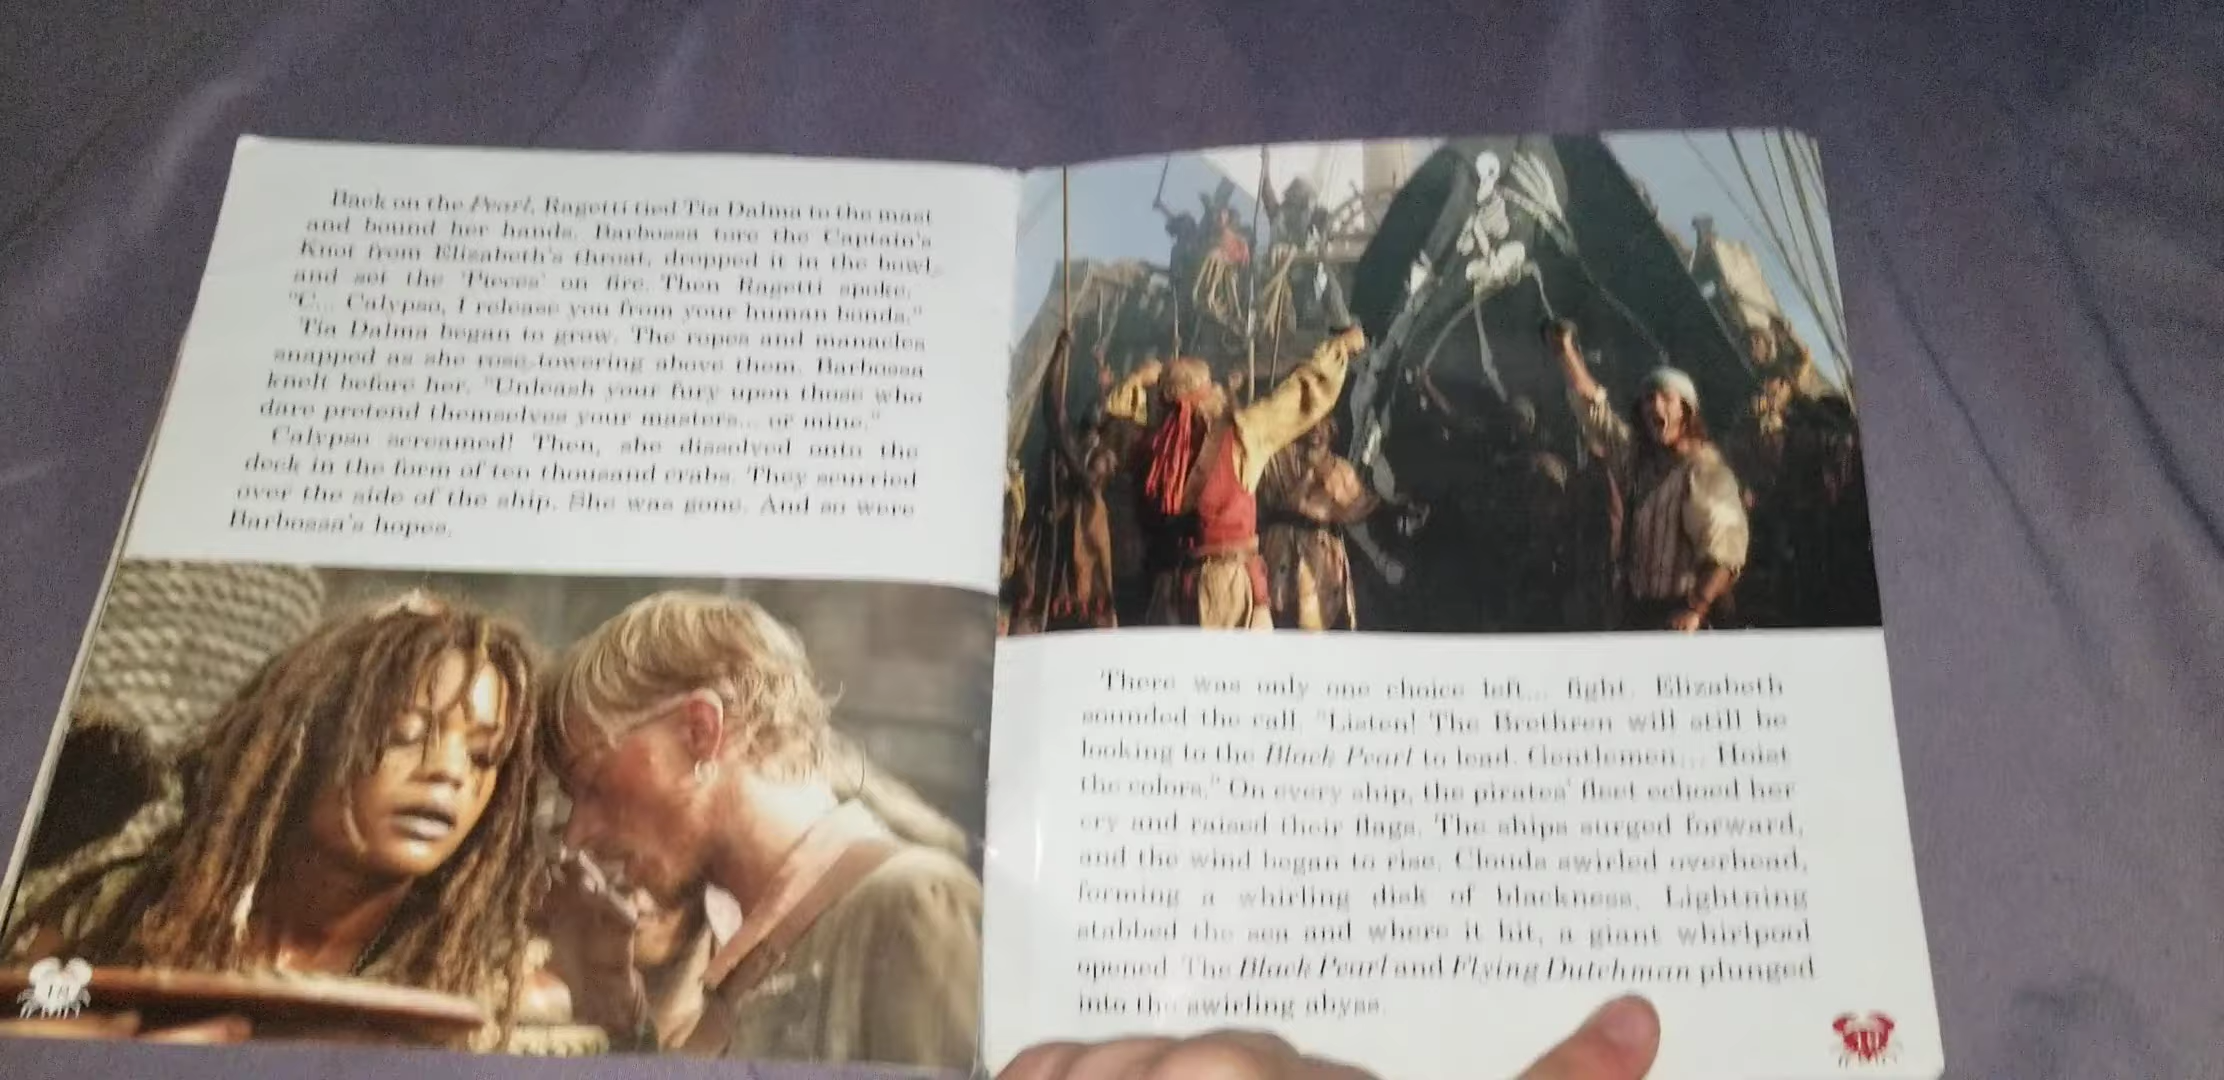 Back on the Pearl, Ragetti tied Tia Dalma to the mast
and bound her hands. Barbossa tore the Captain's
Knot from Elizabeth's throat, dropped it in the bowl,
and set the 'Pieces' on fire. Then Ragetti spoke.
"C... Calypso, I release you from your human bonds."
Tia Dalma began to grow. The ropes and manacles
snapped as she rose towering above them. Barbossa
knelt before her. "Unleash your fury upon those who
dare pretend themselves your masters... or mine."
Calypso screamed! Then, she dissolved onto the
deck in the form of ten thousand crabs. They scurried
over the side of the ship. She was gone. And so were
Barbossa's hopes.
18
There was only one choice left... fight. Elizabeth
sounded the call. "Listen! The Brethren will still be
looking to the Black Pearl to lead. Gentlemen... Hoist
the colors." On every ship, the pirates' fleet echoed her
cry and raised their flags. The ships surged forward,
and the wind began to rise. Clouds swirled overhead,
forming a whirling disk of blackness. Lightning
stabbed the sea and where it hit, a giant whirlpool
opened. The Black Pearl and Flying Dutchman plunged
into the swirling abyss.